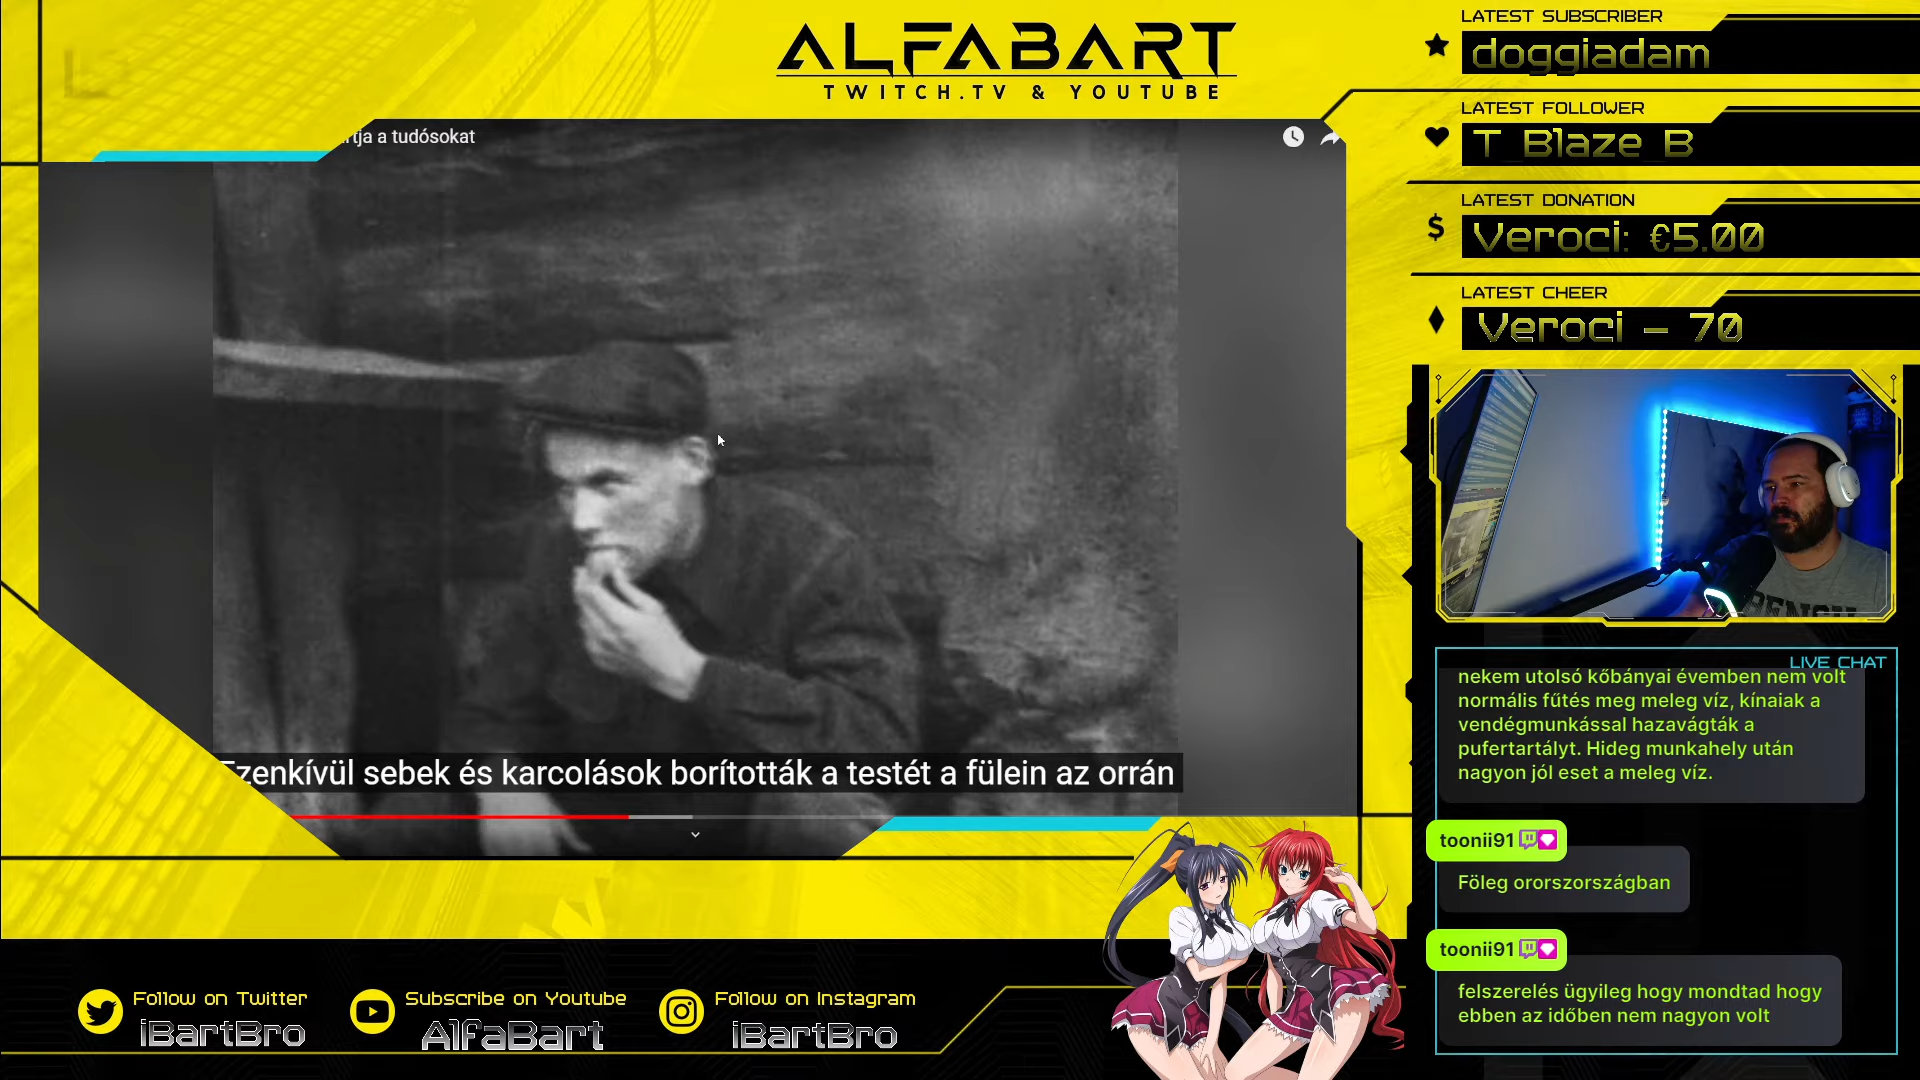 ALFABART
TWITCH.TV & YOUTUBE
rtja a tudósokat
Ezenkívül sebek és karcolások borították a testét a fülein az orrán
LATEST SUBSCRIBER
doggiadam
LATEST FOLLOWER
T_Blaze_B
LATEST DONATION
Veroci: €5.00
LATEST CHEER
Veroci - 70
LIVE CHAT
nekem utolsó kőbányai évemben nem volt
normális fűtés meg meleg víz, kínaiak a
vendégmunkással hazavágták a
pufertartályt. Hideg munkahely után
nagyon jól eset a meleg víz.
toonii91
Föleg ororszországban
toonii91
felszerelés ügyileg hogy mondtad hogy
ebben az időben nem nagyon volt
Follow on Twitter
iBartBro
Subscribe on Youtube
AlfaBart
Follow on Instagram
iBartBro